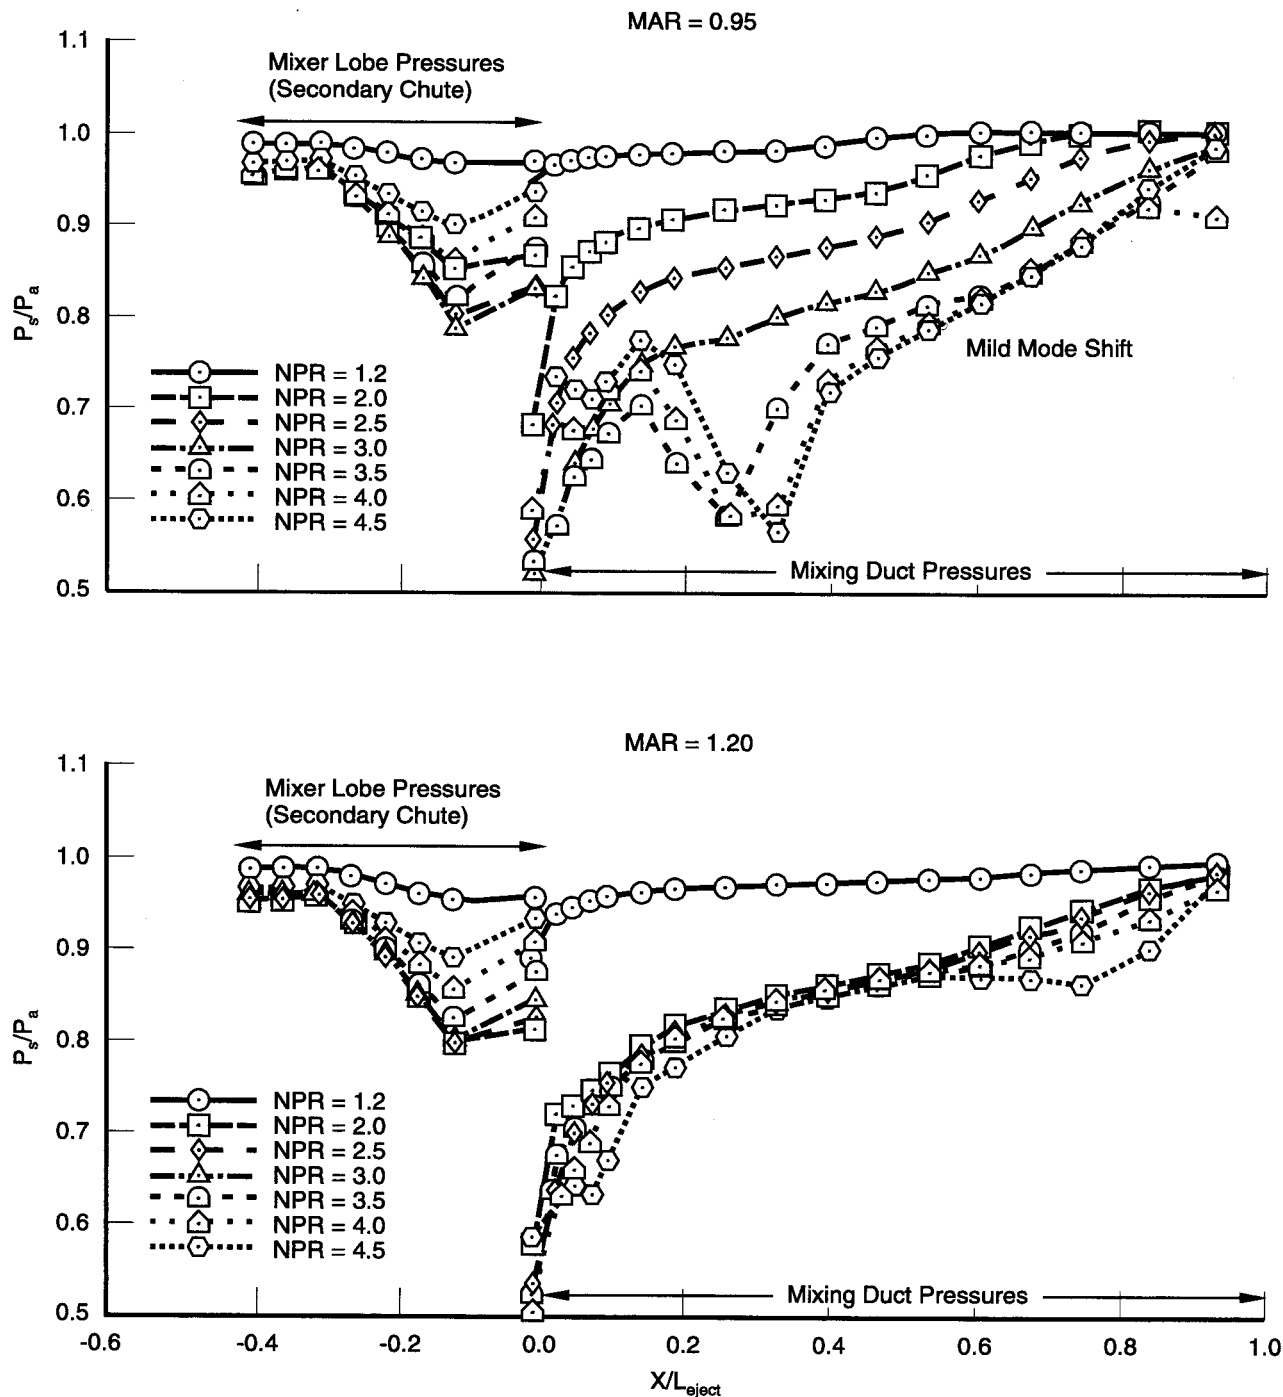 MAR = 0.95
1.1
Mixer Lobe Pressures
(Secondary Chute)
1.0
0.9
Ps/Pa
0.8
Mild Mode Shift
NPR = 1.2
NPR = 2.0
0.7
NPR = 2.5
NPR = 3.0
NPR = 3.5
0.6
NPR = 4.0
NPR = 4.5
Mixing Duct Pressures
0.5
MAR = 1.20
1.1
Mixer Lobe Pressures
(Secondary Chute)
1.0
0.9
Ps/Pa
0.8
NPR = 1.2
NPR = 2.0
0.7
NPR = 2.5
NPR = 3.0
NPR = 3.5
0.6
NPR = 4.0
NPR = 4.5
Mixing Duct Pressures
0.5
-0.6 -0.4 -0.2 0.0 0.2 0.4 0.6 0.8 1.0
X/Leject